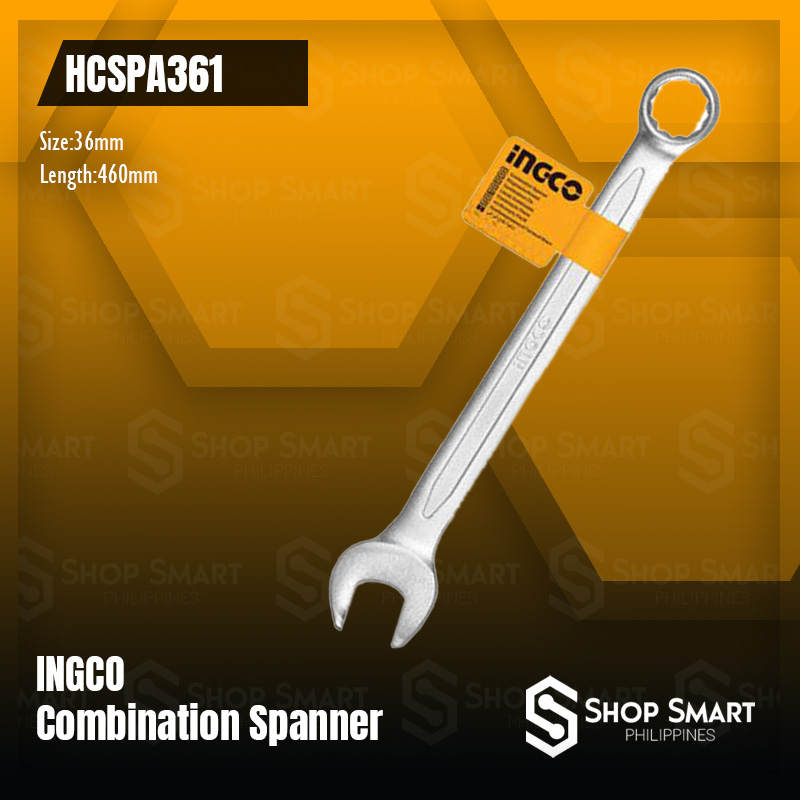 HCSPA361
Size:36mm
Length:460mm
INGCO
INGCO
INGCO
Combination Spanner
SHOP SMART
PHILIPPINES